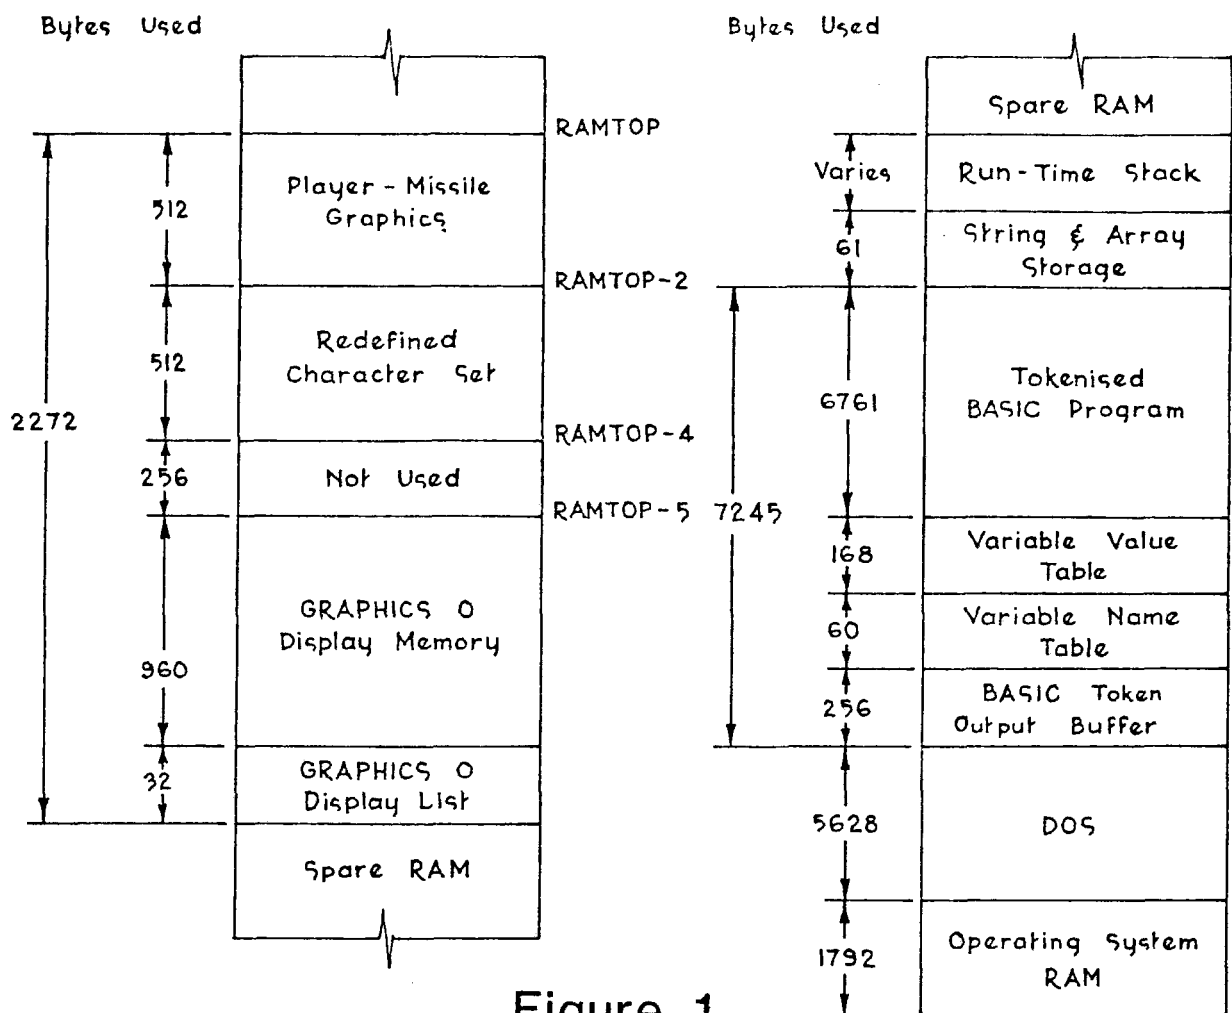 Bytes Used
RAMTOP
Player-Missile
Graphics
512
RAMTOP-2
Redefined
Character Set
512
2272
RAMTOP-4
256
Not Used
RAMTOP-5
GRAPHICS 0
Display Memory
960
GRAPHICS 0
Display List
32
Spare RAM
Bytes Used
Spare RAM
Varies
Run-Time Stack
String & Array
Storage
61
Tokenised
BASIC Program
6761
7245
Variable Value
Table
168
Variable Name
Table
60
BASIC Token
Output Buffer
256
5628
DOS
Operating System
RAM
1792
Figure 1